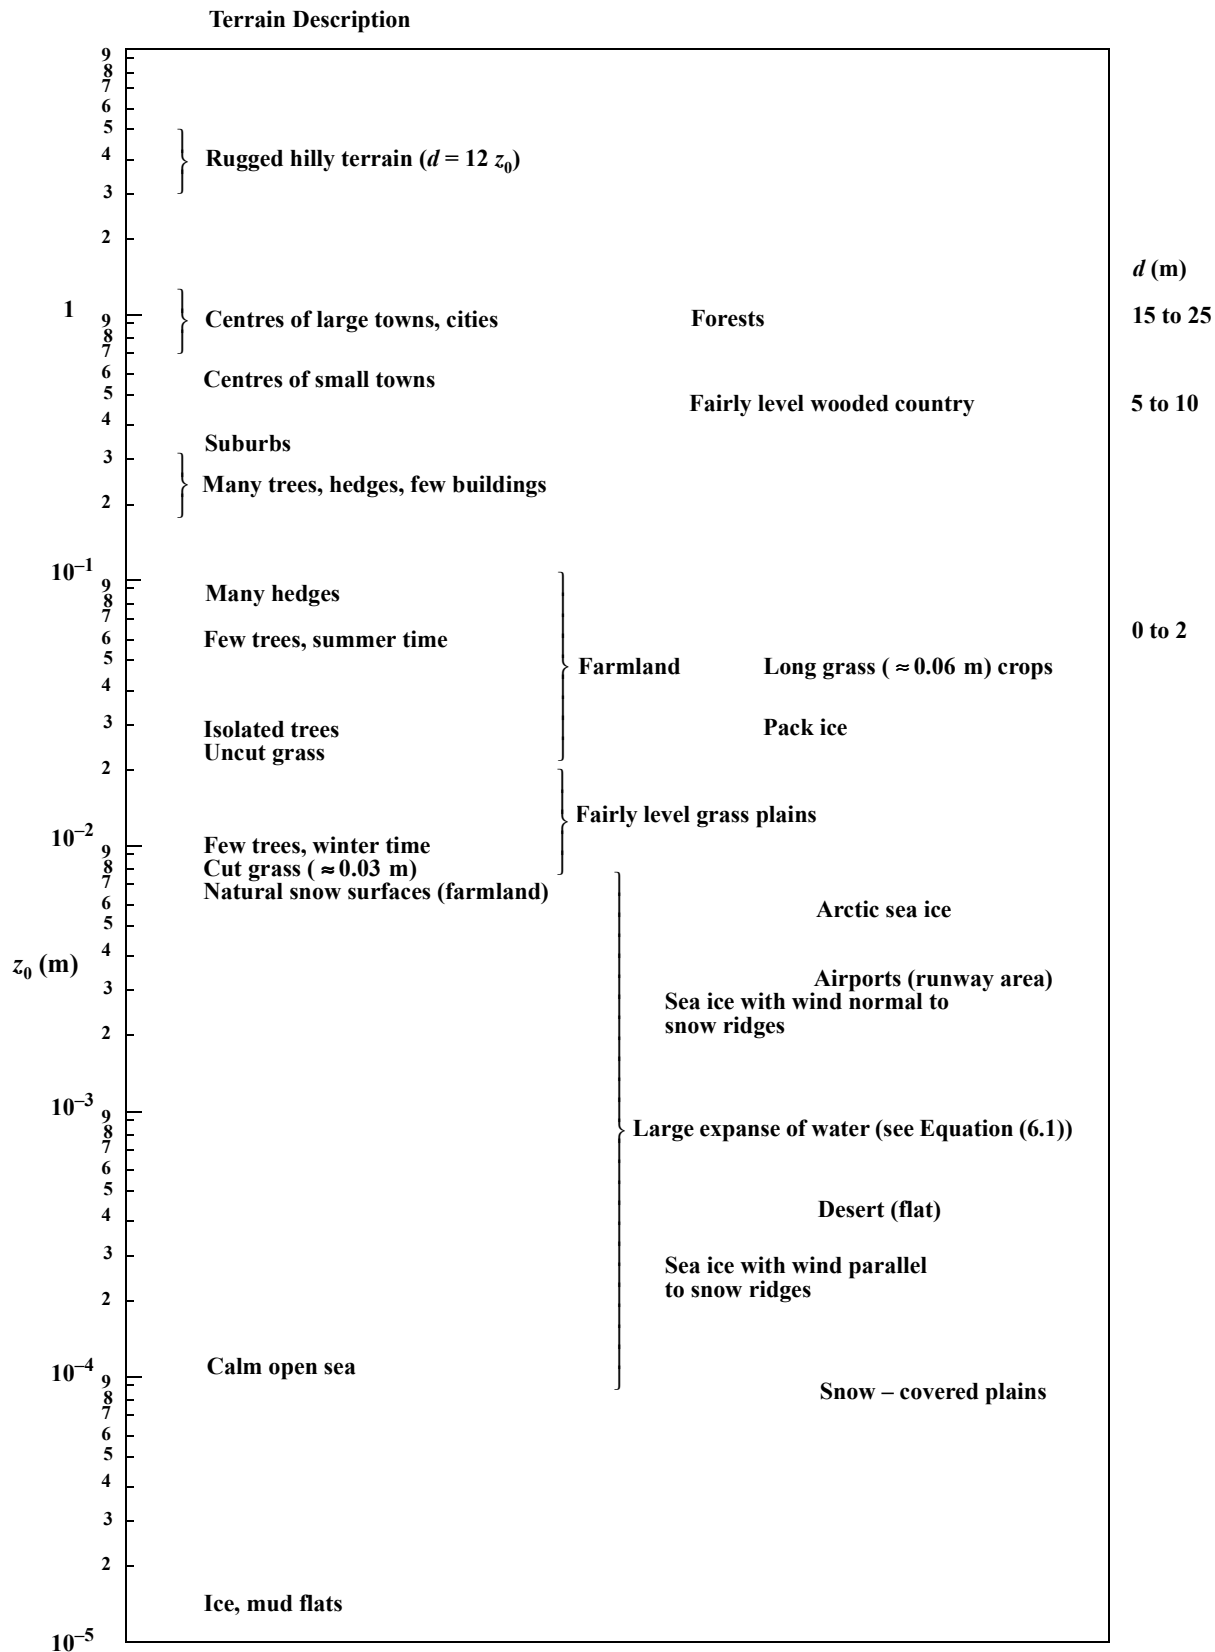 Terrain Description
9
8
7
6
5
4
Rugged hilly terrain (d = 12 z₀)
3
2
d (m)
1
9
8
7
Centres of large towns, cities
Forests
15 to 25
6
Centres of small towns
5
Fairly level wooded country
5 to 10
4
Suburbs
3
Many trees, hedges, few buildings
2
10⁻¹
9
8
7
Many hedges
6
Few trees, summer time
0 to 2
5
Farmland
Long grass (≈0.06 m) crops
4
3
Isolated trees
Pack ice
Uncut grass
2
Fairly level grass plains
10⁻²
Few trees, winter time
9
8
Cut grass (≈0.03 m)
7
Natural snow surfaces (farmland)
6
Arctic sea ice
5
4
z₀ (m)
Airports (runway area)
3
Sea ice with wind normal to
snow ridges
2
10⁻³
9
8
7
Large expanse of water (see Equation (6.1))
6
5
Desert (flat)
4
3
Sea ice with wind parallel
to snow ridges
2
Calm open sea
10⁻⁴
9
8
7
Snow – covered plains
6
5
4
3
2
Ice, mud flats
10⁻⁵